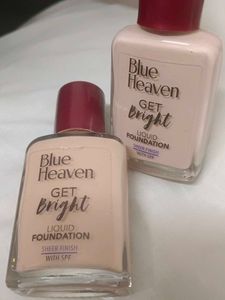 Blue
Heaven
GET
Bright
LIQUID
FOUNDATION
SHEER FINISH
WITH SPF
Blue
Heaven
GET
Bright
LIQUID
FOUNDATION
SHEER FINISH
WITH SPF